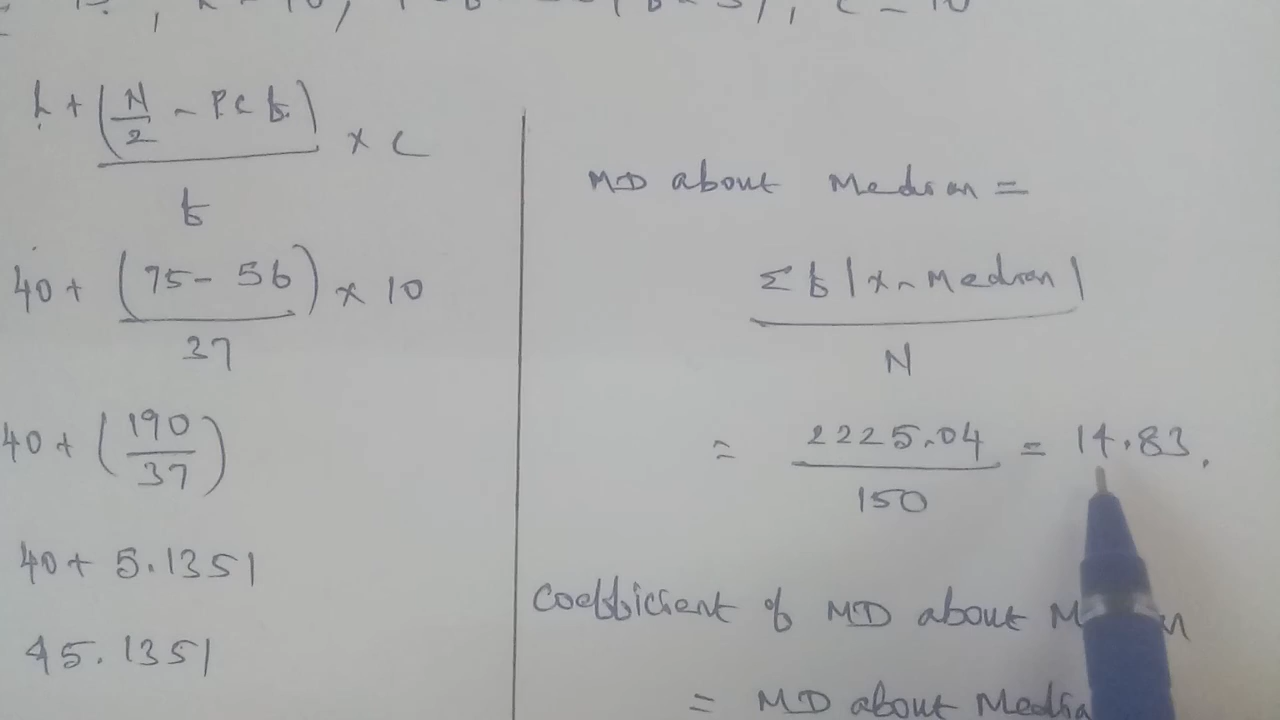 L + (N/2 - P.C.f.) × C
f
40 + (75 - 56) × 10
37
40 + (190/37)
40 + 5.1351
45.1351
MD about Median =
Σ f |x - Median|
N
= 2225.04 = 14.83.
150
Coefficient of MD about
= MD about